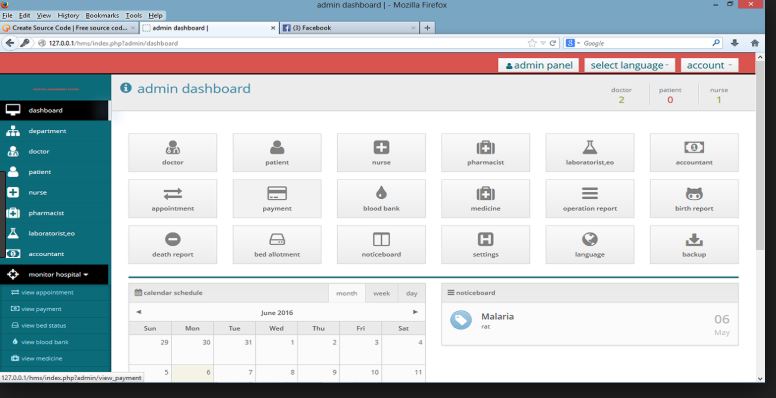 admin dashboard | - Mozilla Firefox
File Edit View History Bookmarks Tools Help
Create Source Code | Free source cod... × admin dashboard | × (3) Facebook × +
127.0.0.1/hms/index.php?admin/dashboard Google
admin panel select language account
dashboard
department
doctor
patient
nurse
pharmacist
laboratorist,eo
accountant
monitor hospital
view appointment
view payment
view bed status
view blood bank
view medicine
127.0.0.1/hms/index.php?admin/view_payment
admin dashboard
doctor patient nurse
2 0 1
doctor patient nurse pharmacist laboratorist,eo accountant
appointment payment blood bank medicine operation report birth report
death report bed allotment noticeboard settings language backup
calendar schedule month week day
June 2016
Sun Mon Tue Wed Thu Fri Sat
29 30 31 1 2 3 4
5 6 7 8 9 10 11
noticeboard
Malaria
rat
06
May